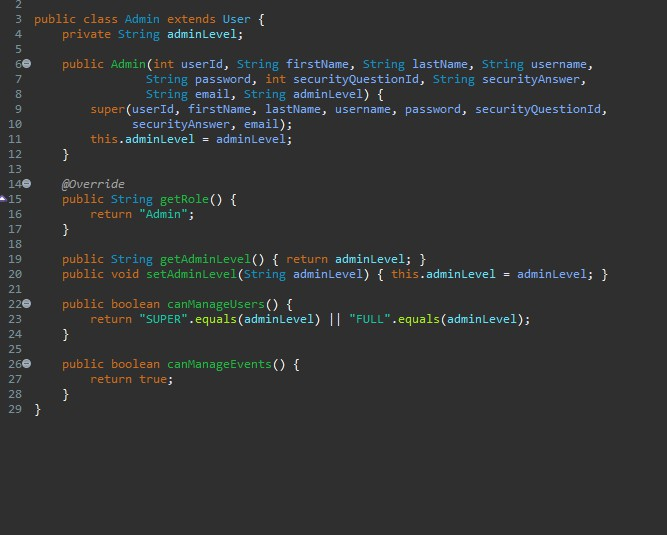 2
3 public class Admin extends User {
4     private String adminLevel;
5
6     public Admin(int userId, String firstName, String lastName, String username,
7                 String password, int securityQuestionId, String securityAnswer,
8                 String email, String adminLevel) {
9         super(userId, firstName, lastName, username, password, securityQuestionId,
10               securityAnswer, email);
11         this.adminLevel = adminLevel;
12     }
13
14     @Override
15     public String getRole() {
16         return "Admin";
17     }
18
19     public String getAdminLevel() { return adminLevel; }
20     public void setAdminLevel(String adminLevel) { this.adminLevel = adminLevel; }
21
22     public boolean canManageUsers() {
23         return "SUPER".equals(adminLevel) || "FULL".equals(adminLevel);
24     }
25
26     public boolean canManageEvents() {
27         return true;
28     }
29 }